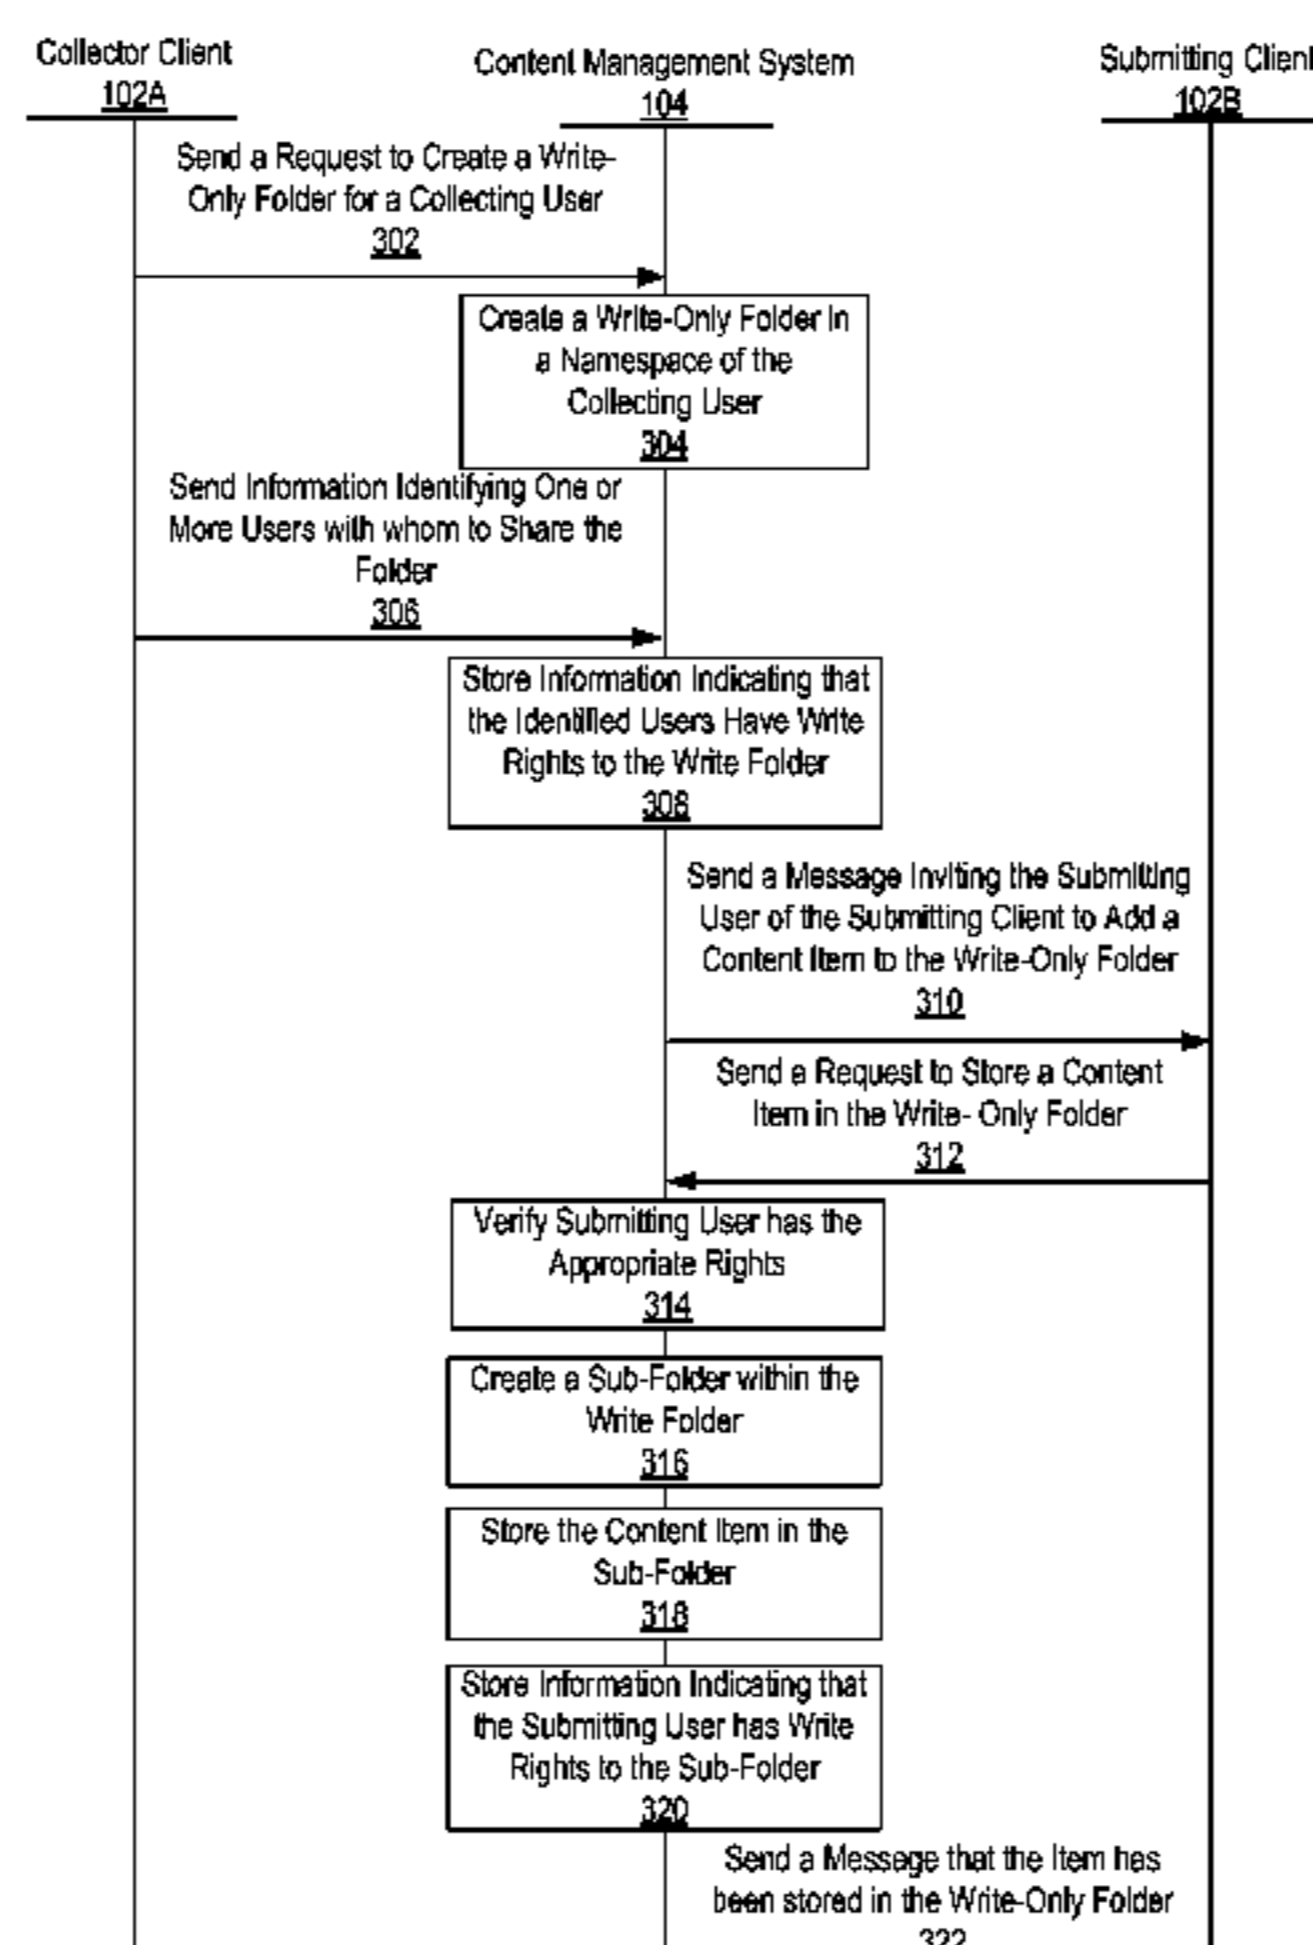 Collector Client
102A
Content Management System
104
Submitting Client
102B
Send a Request to Create a Write-
Only Folder for a Collecting User
302
Create a Write-Only Folder in
a Namespace of the
Collecting User
304
Send Information Identifying One or
More Users with whom to Share the
Folder
306
Store Information Indicating that
the Identified Users Have Write
Rights to the Write Folder
308
Send a Message Inviting the Submitting
User of the Submitting Client to Add a
Content Item to the Write-Only Folder
310
Send a Request to Store a Content
Item in the Write- Only Folder
312
Verify Submitting User has the
Appropriate Rights
314
Create a Sub-Folder within the
Write Folder
316
Store the Content Item in the
Sub-Folder
318
Store Information Indicating that
the Submitting User has Write
Rights to the Sub-Folder
320
Send a Message that the Item has
been stored in the Write-Only Folder
322